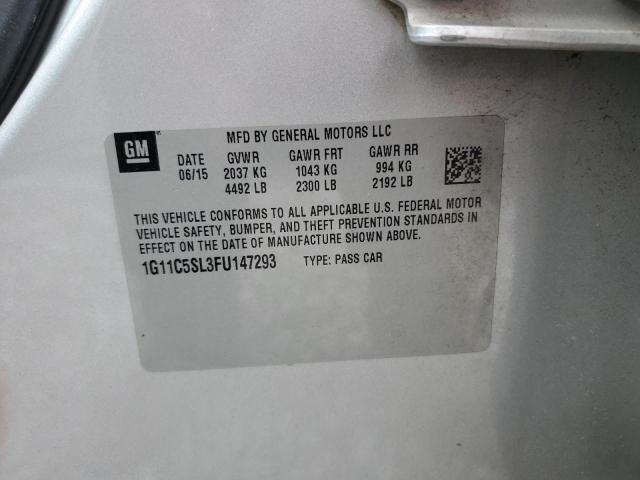 GM
MFD BY GENERAL MOTORS LLC
DATE GVWR GAWR FRT GAWR RR
06/15 2037 KG 1043 KG 994 KG
4492 LB 2300 LB 2192 LB
THIS VEHICLE CONFORMS TO ALL APPLICABLE U.S. FEDERAL MOTOR
VEHICLE SAFETY, BUMPER, AND THEFT PREVENTION STANDARDS IN
EFFECT ON THE DATE OF MANUFACTURE SHOWN ABOVE.
1G11C5SL3FU147293 TYPE: PASS CAR